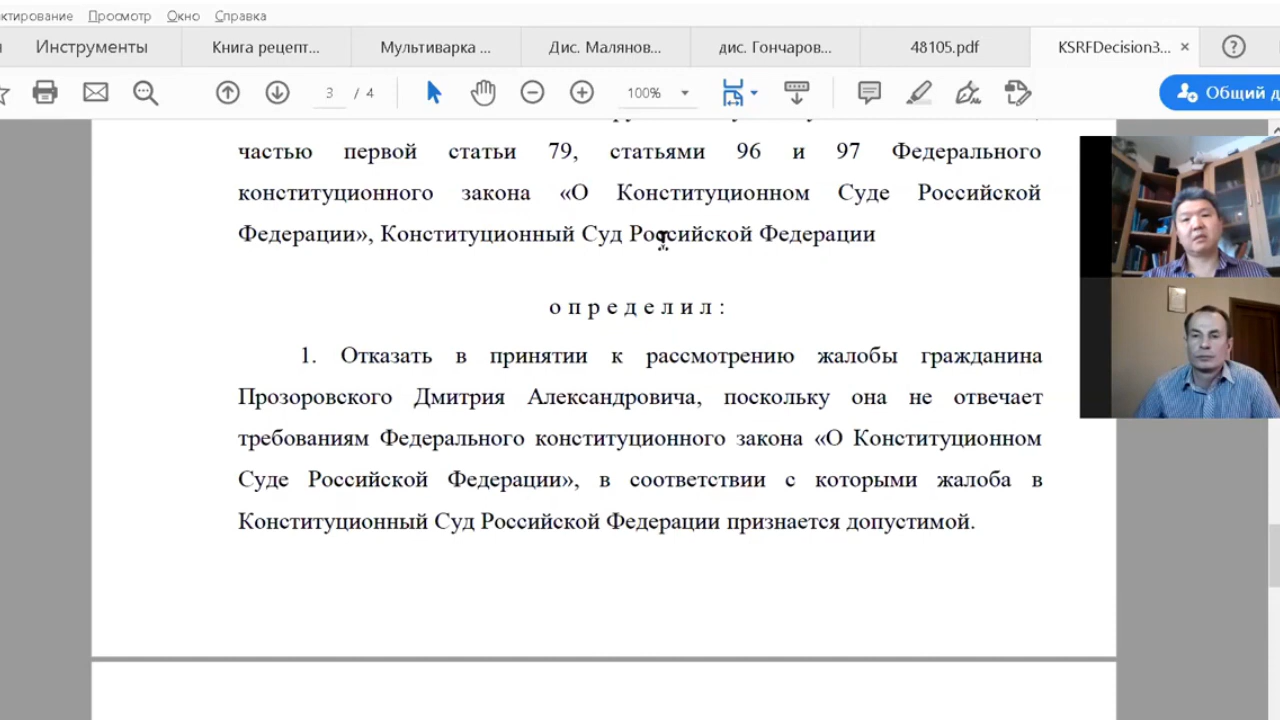 ктирование Просмотр Окно Справка
Инструменты Книга рецепт... Мультиварка ... Дис. Малянов... дис. Гончаров... 48105.pdf KSRFDecision3... × ?
3 / 4 100% Общий д
частью первой статьи 79, статьями 96 и 97 Федерального
конституционного закона «О Конституционном Суде Российской
Федерации», Конституционный Суд Российской Федерации
о п р е д е л и л :
1. Отказать в принятии к рассмотрению жалобы гражданина
Прозоровского Дмитрия Александровича, поскольку она не отвечает
требованиям Федерального конституционного закона «О Конституционном
Суде Российской Федерации», в соответствии с которыми жалоба в
Конституционный Суд Российской Федерации признается допустимой.